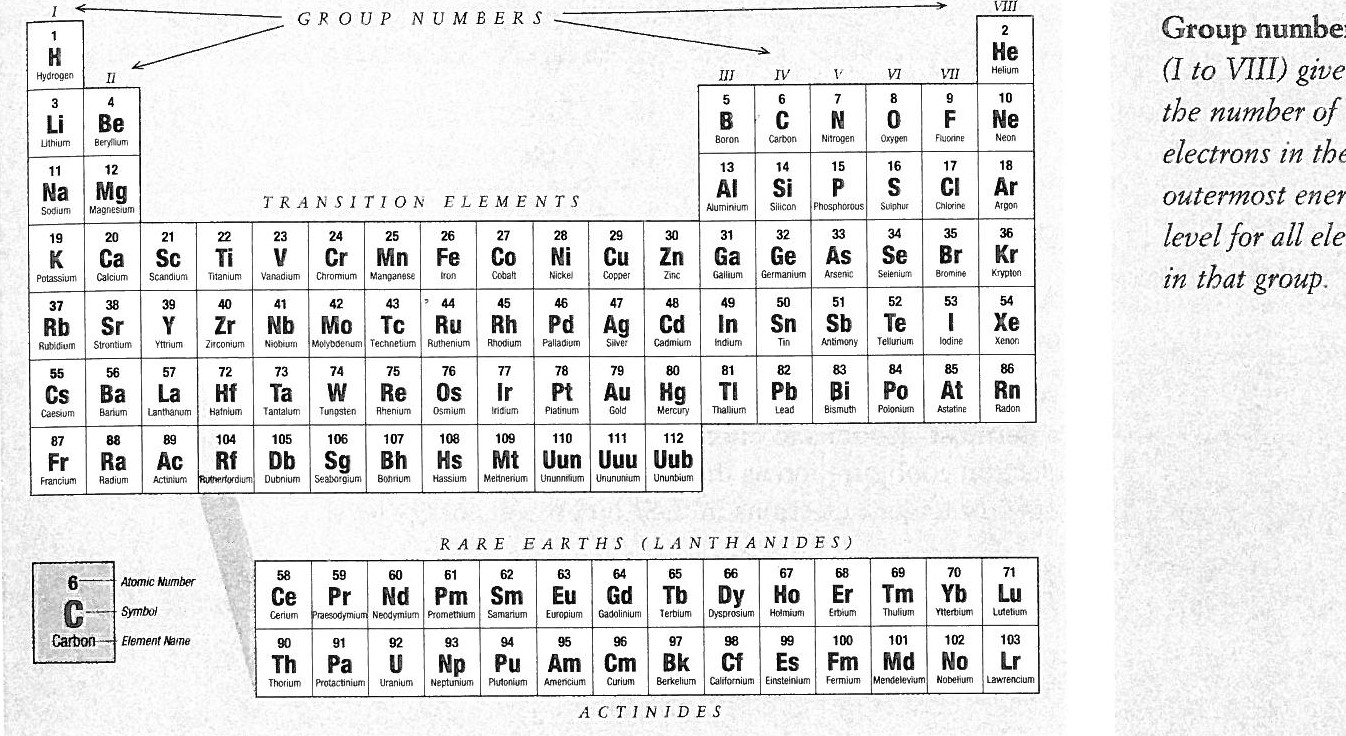 I GROUP NUMBERS VIII
1 2
H He
Hydrogen II III IV V VI VII Helium
3 4 5 6 7 8 9 10
Li Be B C N O F Ne
Lithium Beryllium Boron Carbon Nitrogen Oxygen Fluorine Neon
11 12 13 14 15 16 17 18
Na Mg Al Si P S Cl Ar
Sodium Magnesium Aluminium Silicon Phosphorous Sulphur Chlorine Argon
TRANSITION ELEMENTS
19 20 21 22 23 24 25 26 27 28 29 30 31 32 33 34 35 36
K Ca Sc Ti V Cr Mn Fe Co Ni Cu Zn Ga Ge As Se Br Kr
Potassium Calcium Scandium Titanium Vanadium Chromium Manganese Iron Cobalt Nickel Copper Zinc Gallium Germanium Arsenic Selenium Bromine Krypton
37 38 39 40 41 42 43 44 45 46 47 48 49 50 51 52 53 54
Rb Sr Y Zr Nb Mo Tc Ru Rh Pd Ag Cd In Sn Sb Te I Xe
Rubidium Strontium Yttrium Zirconium Niobium Molybdenum Technetium Ruthenium Rhodium Palladium Silver Cadmium Indium Tin Antimony Tellurium Iodine Xenon
55 56 57 72 73 74 75 76 77 78 79 80 81 82 83 84 85 86
Cs Ba La Hf Ta W Re Os Ir Pt Au Hg Tl Pb Bi Po At Rn
Caesium Barium Lanthanum Hafnium Tantalum Tungsten Rhenium Osmium Iridium Platinum Gold Mercury Thallium Lead Bismuth Polonium Astatine Radon
87 88 89 104 105 106 107 108 109 110 111 112
Fr Ra Ac Rf Db Sg Bh Hs Mt Uun Uuu Uub
Francium Radium Actinium Rutherfordium Dubnium Seaborgium Bohrium Hassium Meitnerium Ununnilium Unununium Ununbium
RARE EARTHS (LANTHANIDES)
58 59 60 61 62 63 64 65 66 67 68 69 70 71
Ce Pr Nd Pm Sm Eu Gd Tb Dy Ho Er Tm Yb Lu
Cerium Praesodymium Neodymium Promethium Samarium Europium Gadolinium Terbium Dysprosium Holmium Erbium Thulium Ytterbium Lutetium
90 91 92 93 94 95 96 97 98 99 100 101 102 103
Th Pa U Np Pu Am Cm Bk Cf Es Fm Md No Lr
Thorium Protactinium Uranium Neptunium Plutonium Americium Curium Berkelium Californium Einsteinium Fermium Mendelevium Nobelium Lawrencium
ACTINIDES
6 Atomic Number
C Symbol
Carbon Element Name
Group number
(I to VIII) give
the number of
electrons in the
outermost ener
level for all ele
in that group.